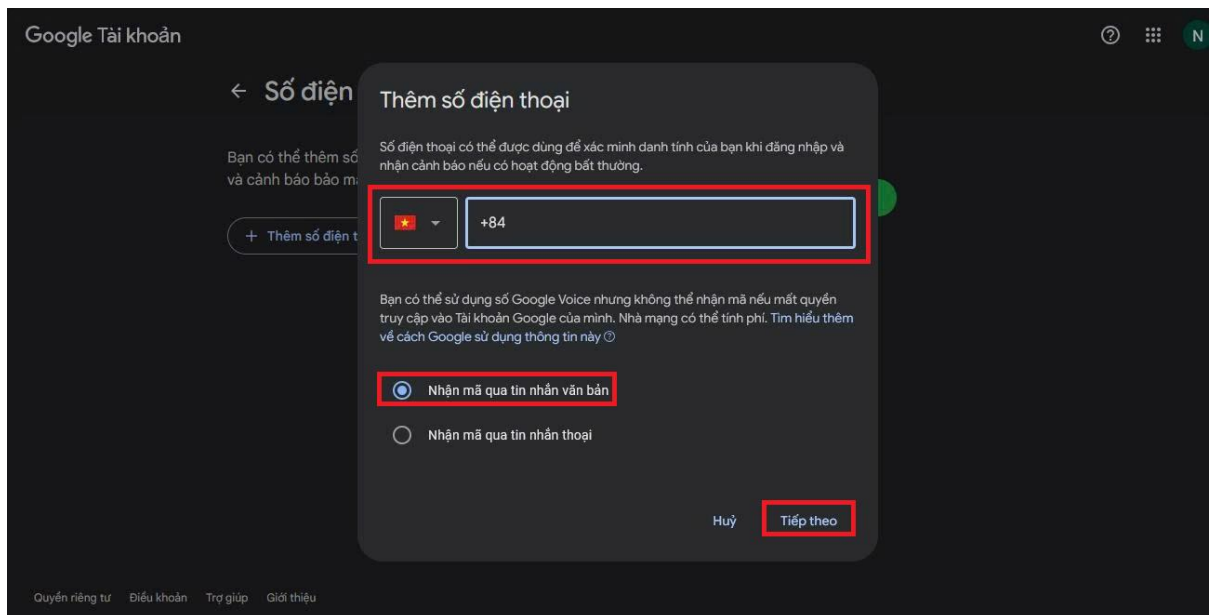 Google Tài khoản
N
Số điện
Thêm số điện thoại
Bạn có thể thêm số
và cảnh báo bảo mậ
Số điện thoại có thể được dùng để xác minh danh tính của bạn khi đăng nhập và
nhận cảnh báo nếu có hoạt động bất thường.
+84
+ Thêm số điện t
Bạn có thể sử dụng số Google Voice nhưng không thể nhận mã nếu mất quyền
truy cập vào Tài khoản Google của mình. Nhà mạng có thể tính phí. Tìm hiểu thêm
về cách Google sử dụng thông tin này
Nhận mã qua tin nhắn văn bản
Nhận mã qua tin nhắn thoại
Huỷ Tiếp theo
Quyền riêng tư Điều khoản Trợ giúp Giới thiệu